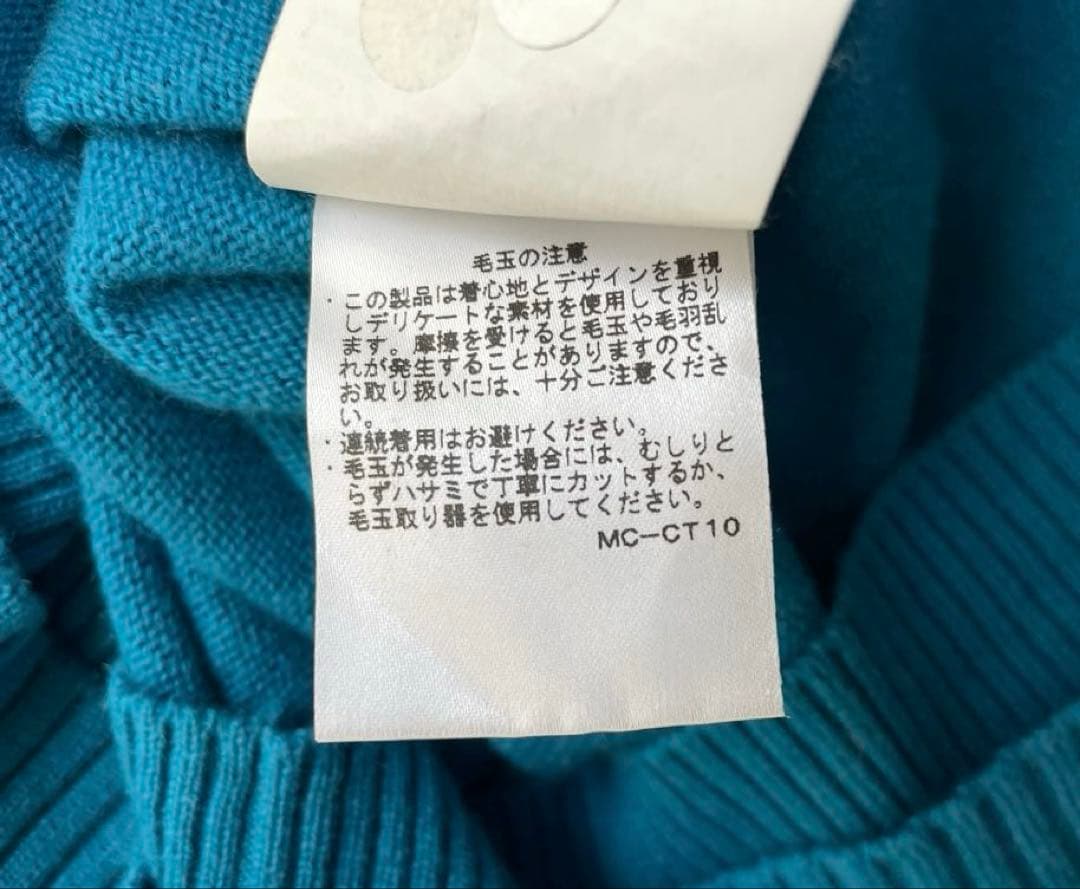 毛玉の注意
・この製品は着心地とデザインを重視
しデリケートな素材を使用しており
ます。摩擦を受けると毛玉や毛羽乱
れが発生することがありますので、
お取り扱いには、十分ご注意くださ
い。
・連続着用はお避けください。
・毛玉が発生した場合には、むしりと
らずハサミで丁寧にカットするか、
毛玉取り器を使用してください。
MC-CT10